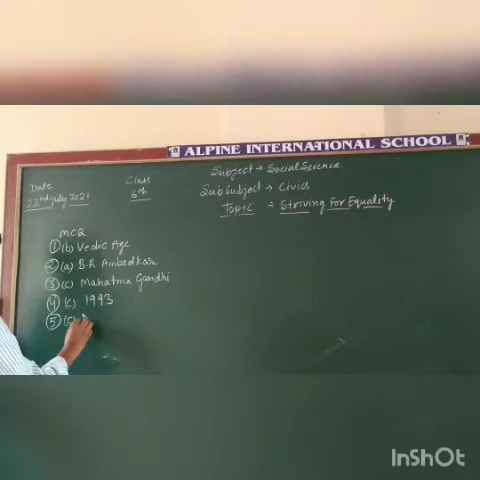 ALPINE INTERNATIONAL SCHOOL
Date
22nd July 2021
Class
6th
Subject → Social Science
Sub Subject → Civics
Topic = Striving For Equality
MCQ
① (b) Vedic Age
② (a) B.R Ambedkar
③ (c) Mahatma Gandhi
④ (c) 1993
⑤ (c)
InShOt